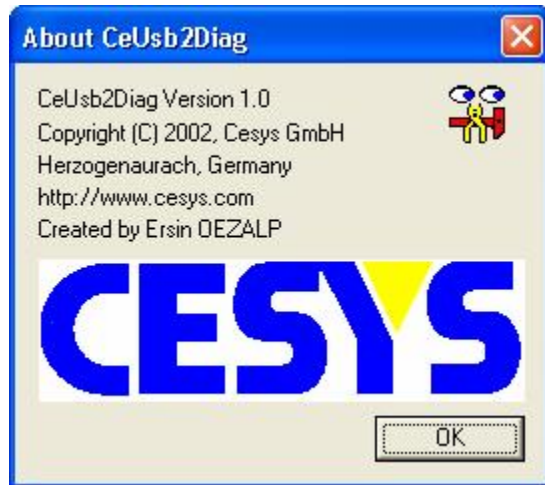 About CeUsb2Diag
CeUsb2Diag Version 1.0
Copyright (C) 2002, Cesys GmbH
Herzogenaurach, Germany
http://www.cesys.com
Created by Ersin OEZALP
CESYS
OK